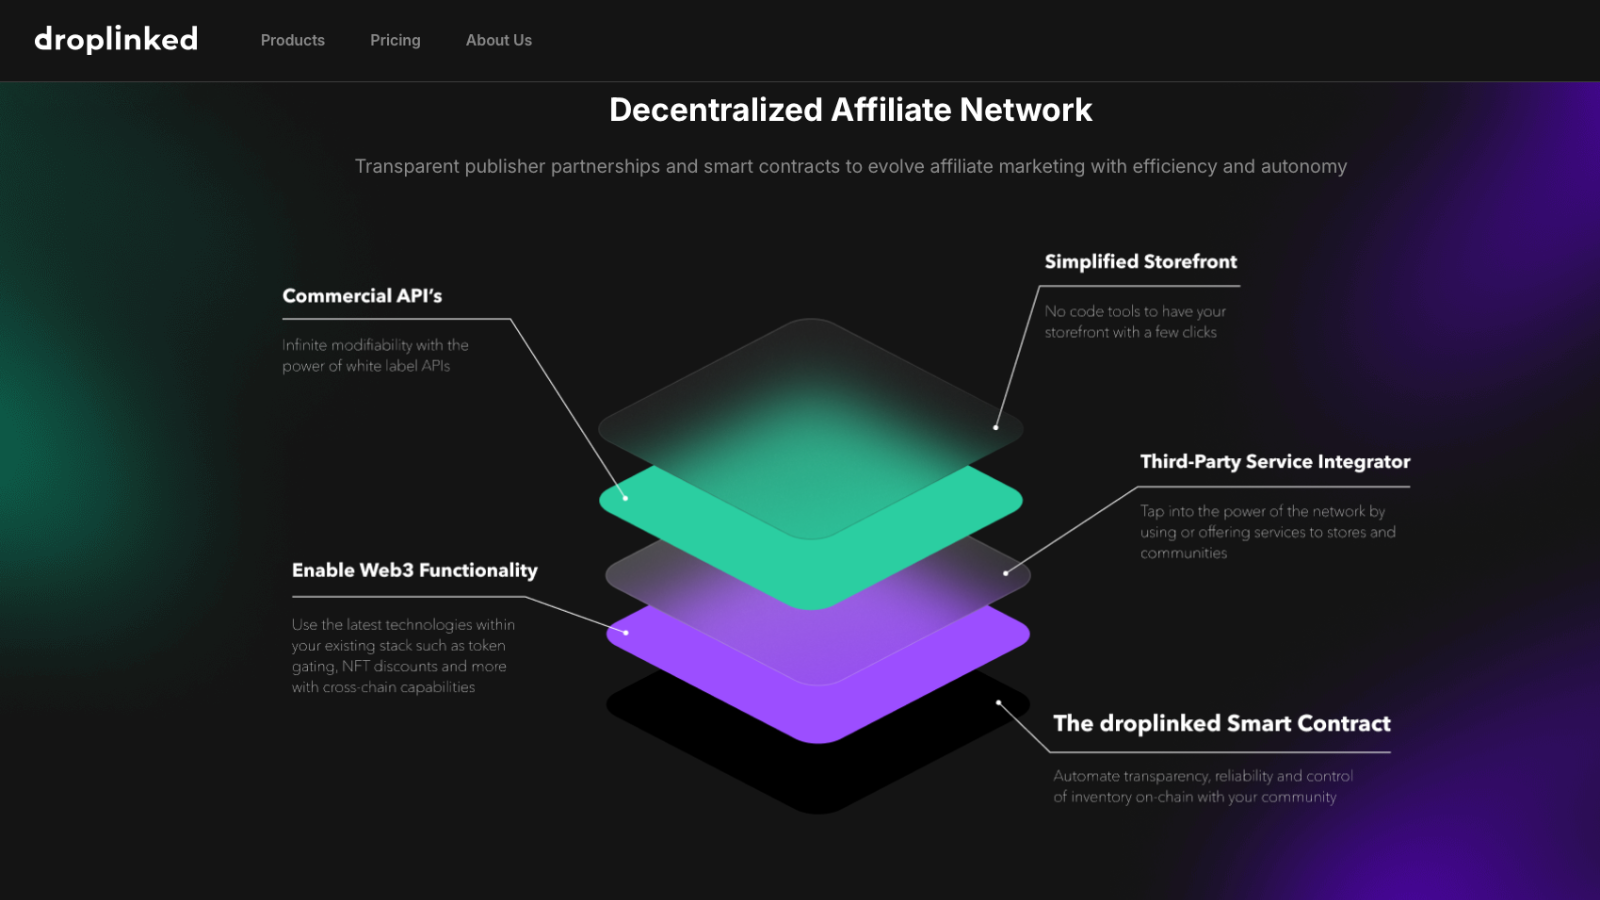 droplinked
Products
Pricing
About Us
Decentralized Affiliate Network
Transparent publisher partnerships and smart contracts to evolve affiliate marketing with efficiency and autonomy
Simplified Storefront
No code tools to have your
storefront with a few clicks
Commercial API’s
Infinite modifiability with the
power of white label APIs
Third-Party Service Integrator
Tap into the power of the network by
using or offering services to stores and
communities
Enable Web3 Functionality
Use the latest technologies within
your existing stack such as token
gating, NFT discounts and more
with cross-chain capabilities
The droplinked Smart Contract
Automate transparency, reliability and control
of inventory on-chain with your community